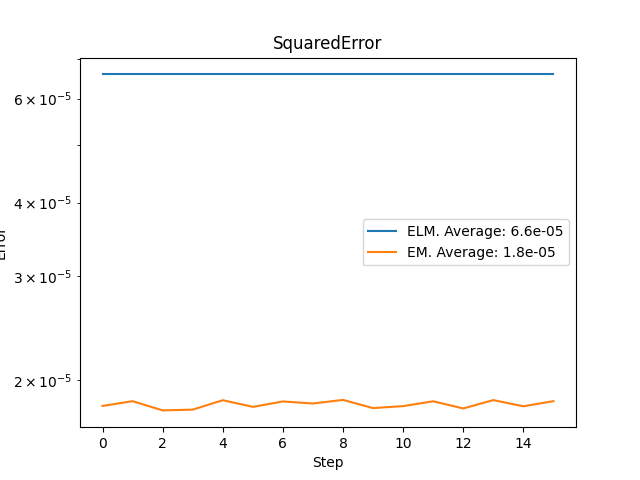 SquaredError
6 × 10⁻⁵
4 × 10⁻⁵
3 × 10⁻⁵
2 × 10⁻⁵
ELM. Average: 6.6e-05
EM. Average: 1.8e-05
0 2 4 6 8 10 12 14
Step